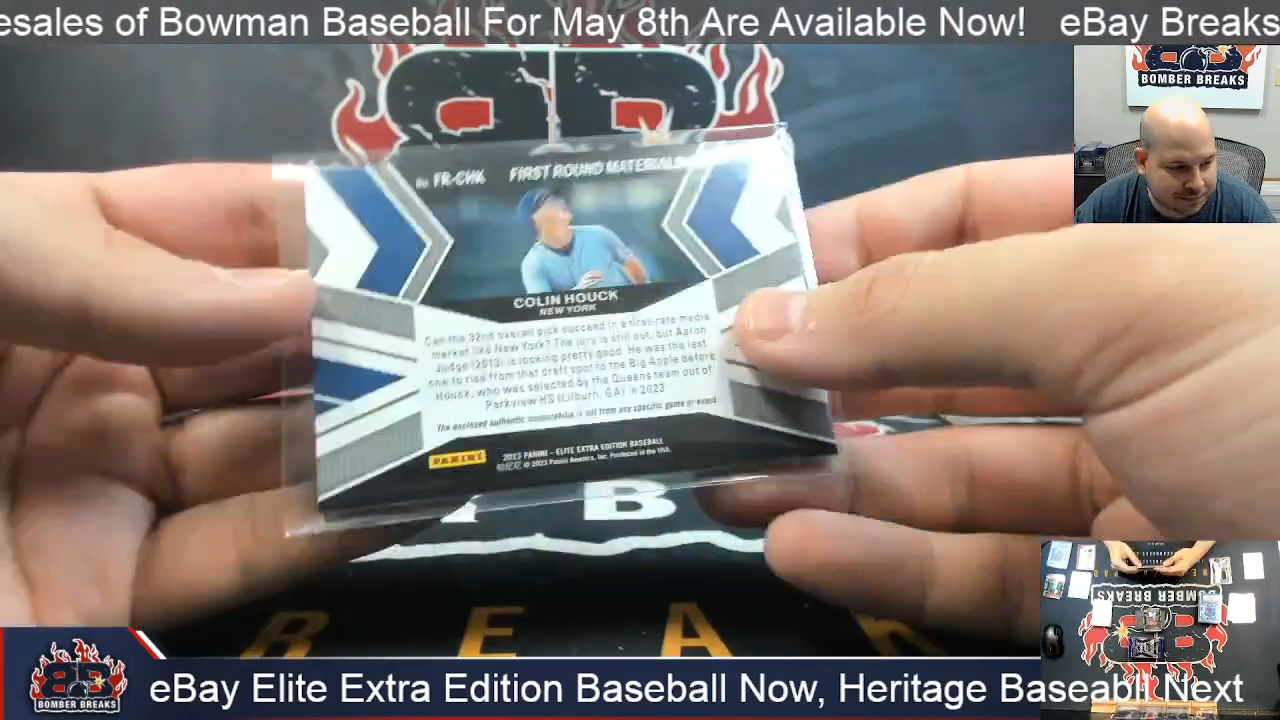 esales of Bowman Baseball For May 8th Are Available Now! eBay Breaks
BOMBER BREAKS
No. FR-CHK FIRST ROUND MATERIALS
COLIN HOUCK
NEW YORK
Can the 32nd overall pick succeed in a first-rate media
market like New York? The jury is still out, but Aaron
Judge (2013) is looking pretty good. He was the last
one to rise from that draft spot to the Big Apple before
Houck, who was selected by the Queens team out of
Parkview HS (Lilburn, GA) in 2023.
The enclosed authentic memorabilia is not from any specific game or event
PANINI
2023 PANINI - ELITE EXTRA EDITION BASEBALL
© 2023 Panini America, Inc. Produced in the USA.
B
R E A K
BOMBER BREAKS
BOMBER BREAKS
eBay Elite Extra Edition Baseball Now, Heritage Baseabll Next